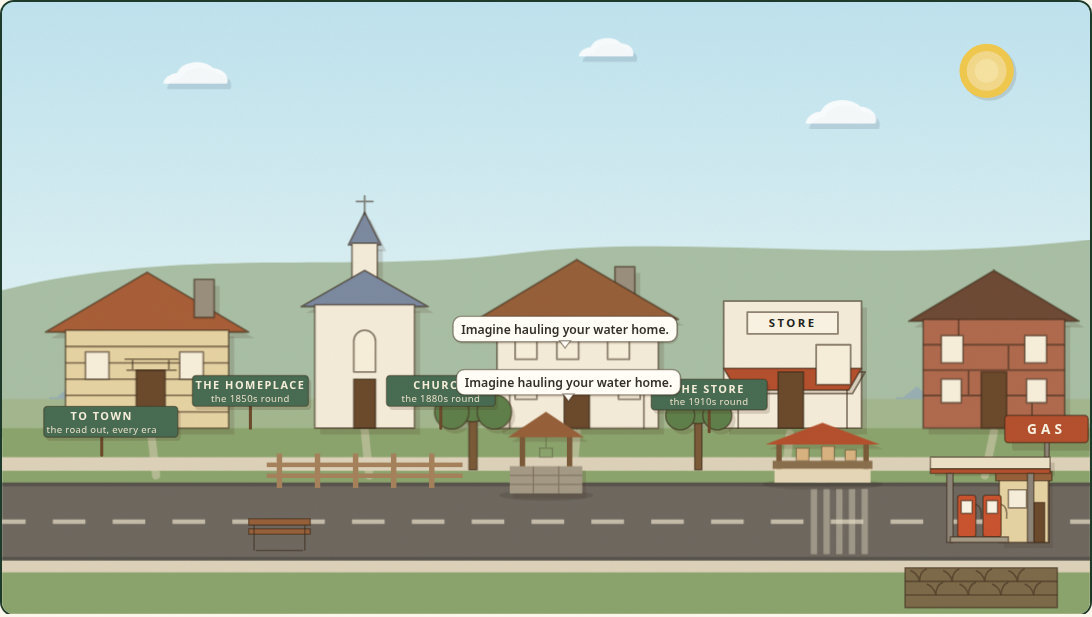 STORE
Imagine hauling your water home.
Imagine hauling your water home.
THE HOMEPLACE
the 1850s round
the 1880s round
HE STORE
the 1910s round
TO TOWN
the road out, every era
GAS